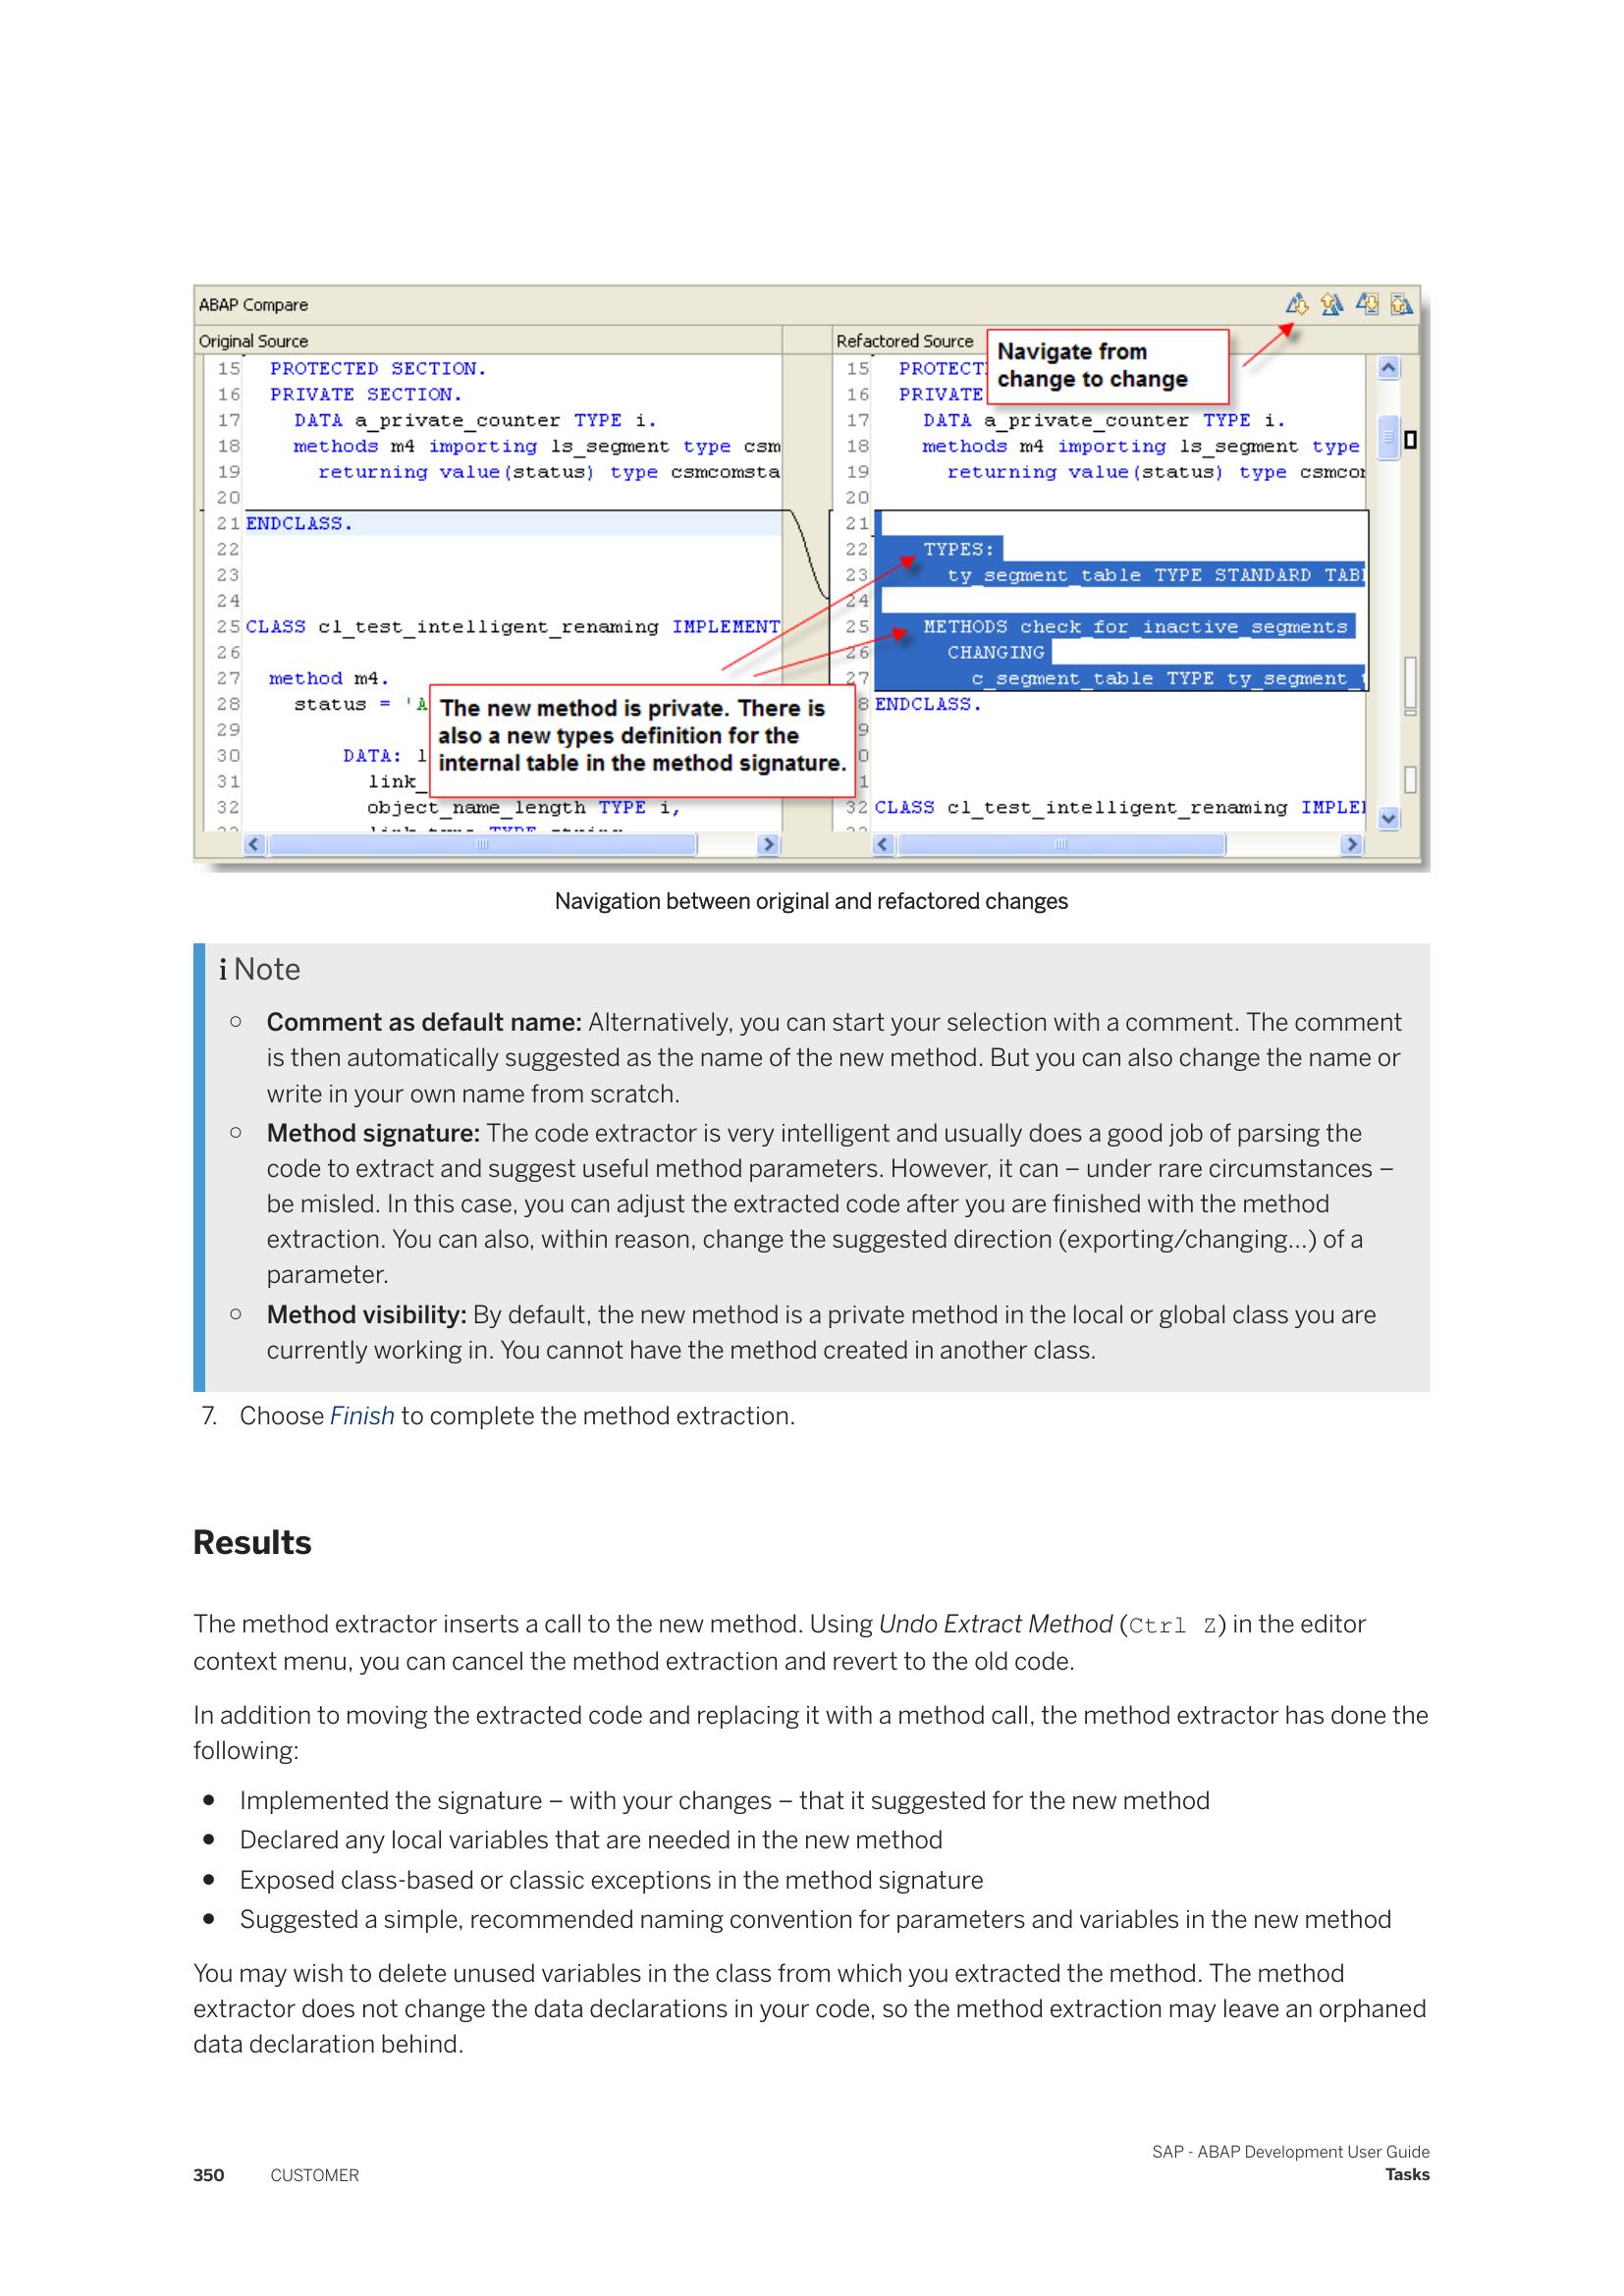 ABAP Compare
Original Source
Refactored Source
Navigate from
change to change
15 PROTECTED SECTION.
16 PRIVATE SECTION.
17 DATA a_private_counter TYPE i.
18 methods m4 importing ls_segment type csm
19 returning value(status) type csmcomsta
20
21 ENDCLASS.
22
23
24
25 CLASS cl_test_intelligent_renaming IMPLEMENT
26
27 method m4.
28 status = 'A
29
30 DATA: l
31 link_
32 object_name_length TYPE i,
15 PROTECT
16 PRIVATE
17 DATA a_private_counter TYPE i.
18 methods m4 importing ls_segment type
19 returning value(status) type csmcom
20
21
22 TYPES:
23 ty_segment_table TYPE STANDARD TABL
24
25 METHODS check_for_inactive_segments
26 CHANGING
27 c_segment_table TYPE ty_segment_t
8 ENDCLASS.
9
0
1
32 CLASS cl_test_intelligent_renaming IMPLEM
The new method is private. There is
also a new types definition for the
internal table in the method signature.
Navigation between original and refactored changes
i Note
○ Comment as default name: Alternatively, you can start your selection with a comment. The comment
is then automatically suggested as the name of the new method. But you can also change the name or
write in your own name from scratch.
○ Method signature: The code extractor is very intelligent and usually does a good job of parsing the
code to extract and suggest useful method parameters. However, it can – under rare circumstances –
be misled. In this case, you can adjust the extracted code after you are finished with the method
extraction. You can also, within reason, change the suggested direction (exporting/changing...) of a
parameter.
○ Method visibility: By default, the new method is a private method in the local or global class you are
currently working in. You cannot have the method created in another class.
7. Choose Finish to complete the method extraction.
Results
The method extractor inserts a call to the new method. Using Undo Extract Method (Ctrl Z) in the editor
context menu, you can cancel the method extraction and revert to the old code.
In addition to moving the extracted code and replacing it with a method call, the method extractor has done the
following:
● Implemented the signature – with your changes – that it suggested for the new method
● Declared any local variables that are needed in the new method
● Exposed class-based or classic exceptions in the method signature
● Suggested a simple, recommended naming convention for parameters and variables in the new method
You may wish to delete unused variables in the class from which you extracted the method. The method
extractor does not change the data declarations in your code, so the method extraction may leave an orphaned
data declaration behind.
350 CUSTOMER
SAP - ABAP Development User Guide
Tasks